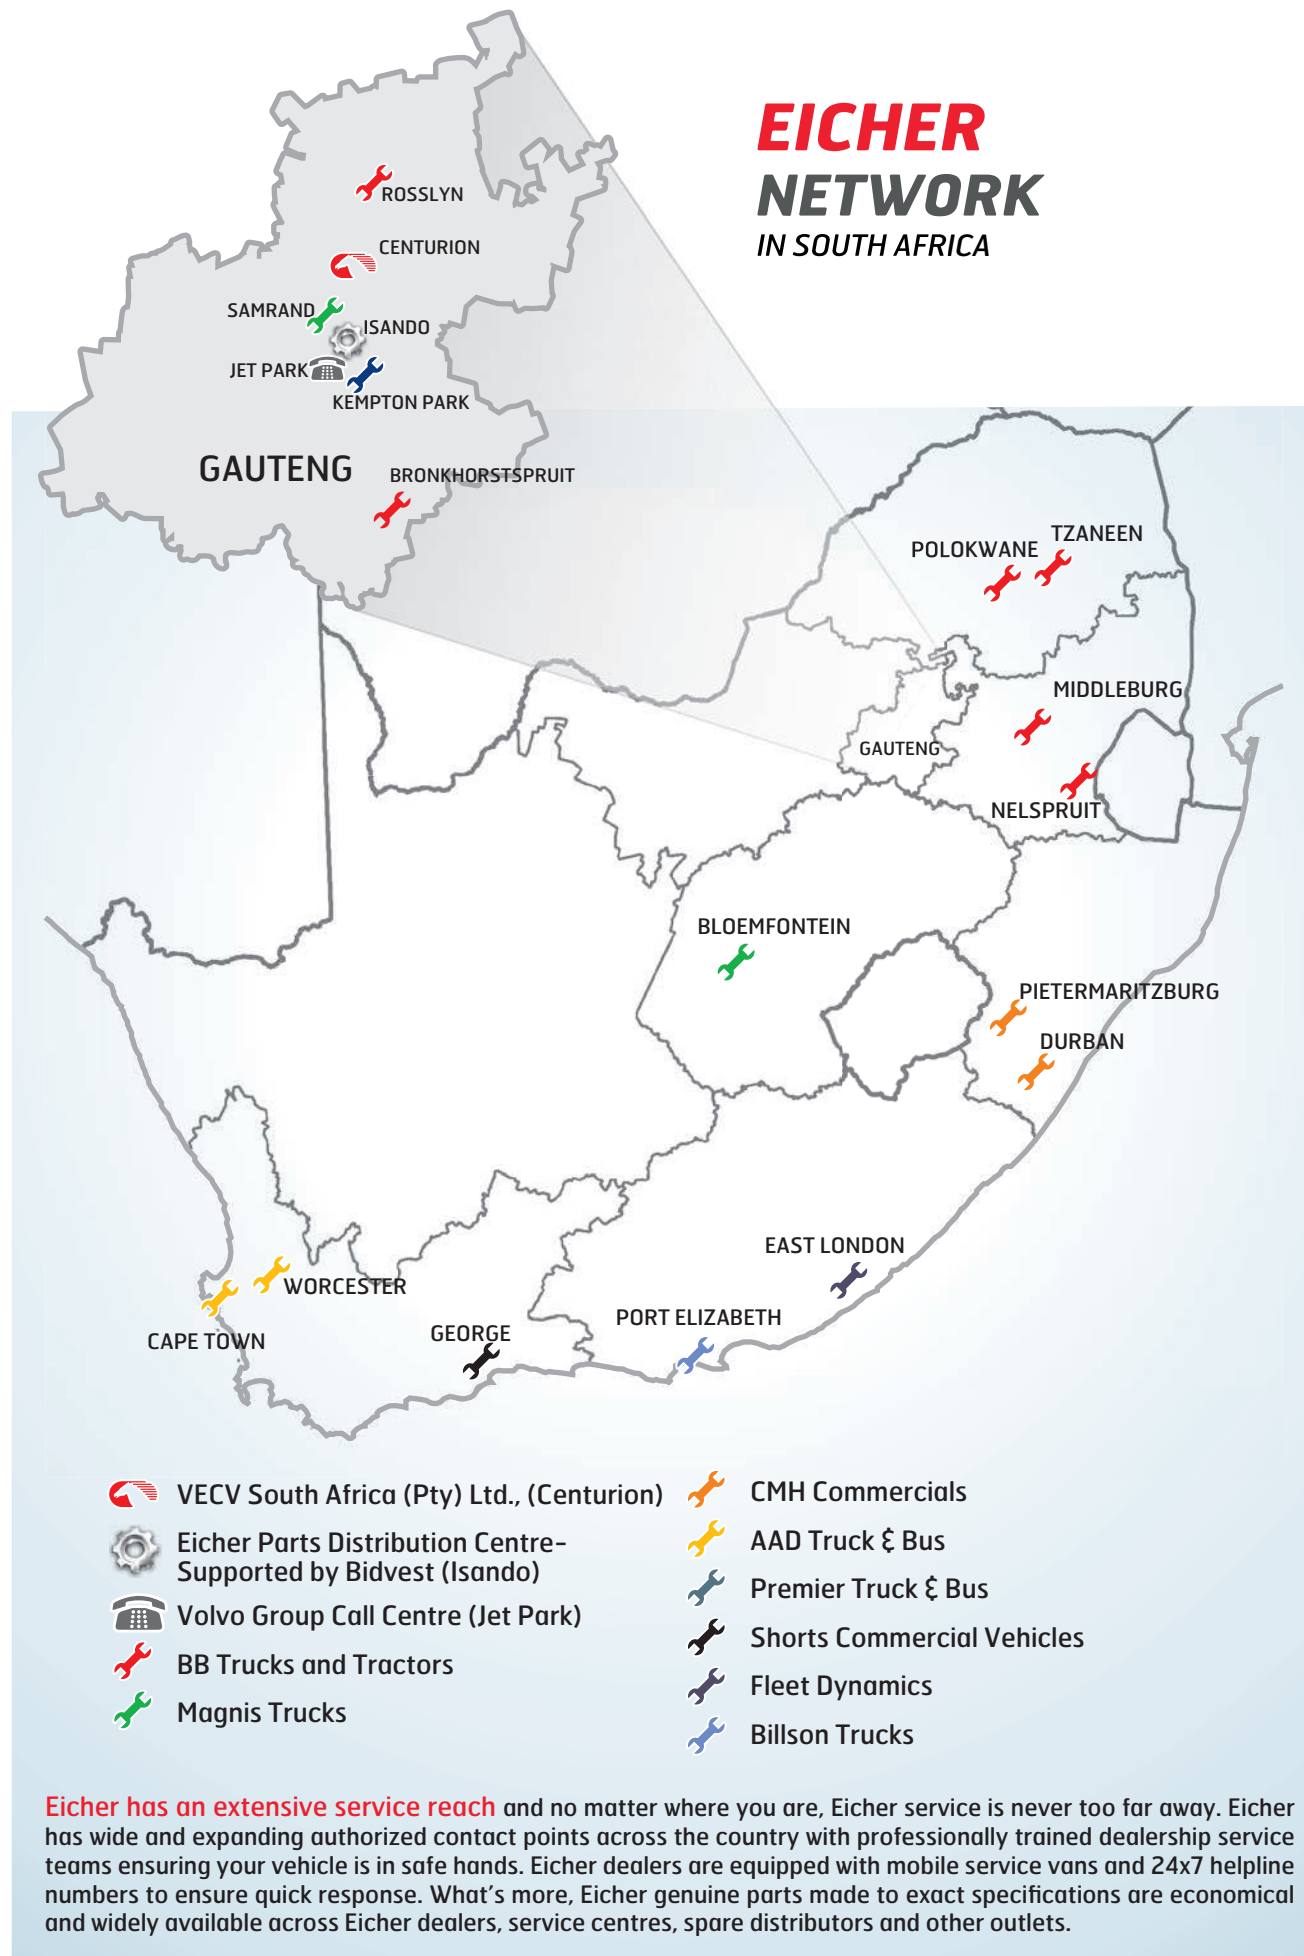 EICHER
NETWORK
IN SOUTH AFRICA
ROSSLYN
CENTURION
SAMRAND
ISANDO
JET PARK
KEMPTON PARK
GAUTENG
BRONKHORSTSPRUIT
TZANEEN
POLOKWANE
MIDDLEBURG
GAUTENG
NELSPRUIT
BLOEMFONTEIN
PIETERMARITZBURG
DURBAN
EAST LONDON
WORCESTER
PORT ELIZABETH
GEORGE
CAPE TOWN
VECV South Africa (Pty) Ltd., (Centurion)
Eicher Parts Distribution Centre-
Supported by Bidvest (Isando)
Volvo Group Call Centre (Jet Park)
BB Trucks and Tractors
Magnis Trucks
CMH Commercials
AAD Truck & Bus
Premier Truck & Bus
Shorts Commercial Vehicles
Fleet Dynamics
Billson Trucks
Eicher has an extensive service reach and no matter where you are, Eicher service is never too far away. Eicher
has wide and expanding authorized contact points across the country with professionally trained dealership service
teams ensuring your vehicle is in safe hands. Eicher dealers are equipped with mobile service vans and 24x7 helpline
numbers to ensure quick response. What's more, Eicher genuine parts made to exact specifications are economical
and widely available across Eicher dealers, service centres, spare distributors and other outlets.